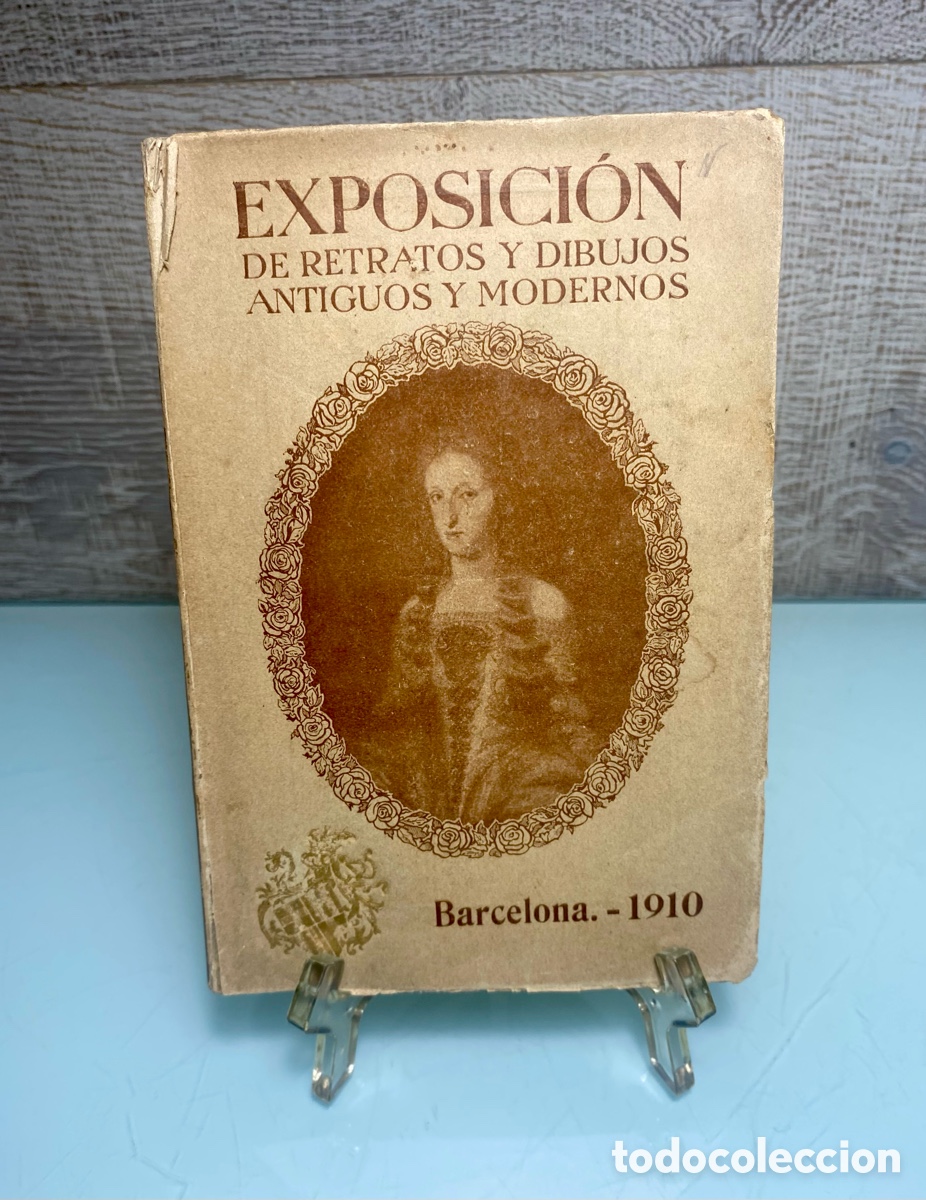 EXPOSICIÓN
DE RETRATOS Y DIBUJOS
ANTIGUOS Y MODERNOS
Barcelona. - 1910
todocoleccion